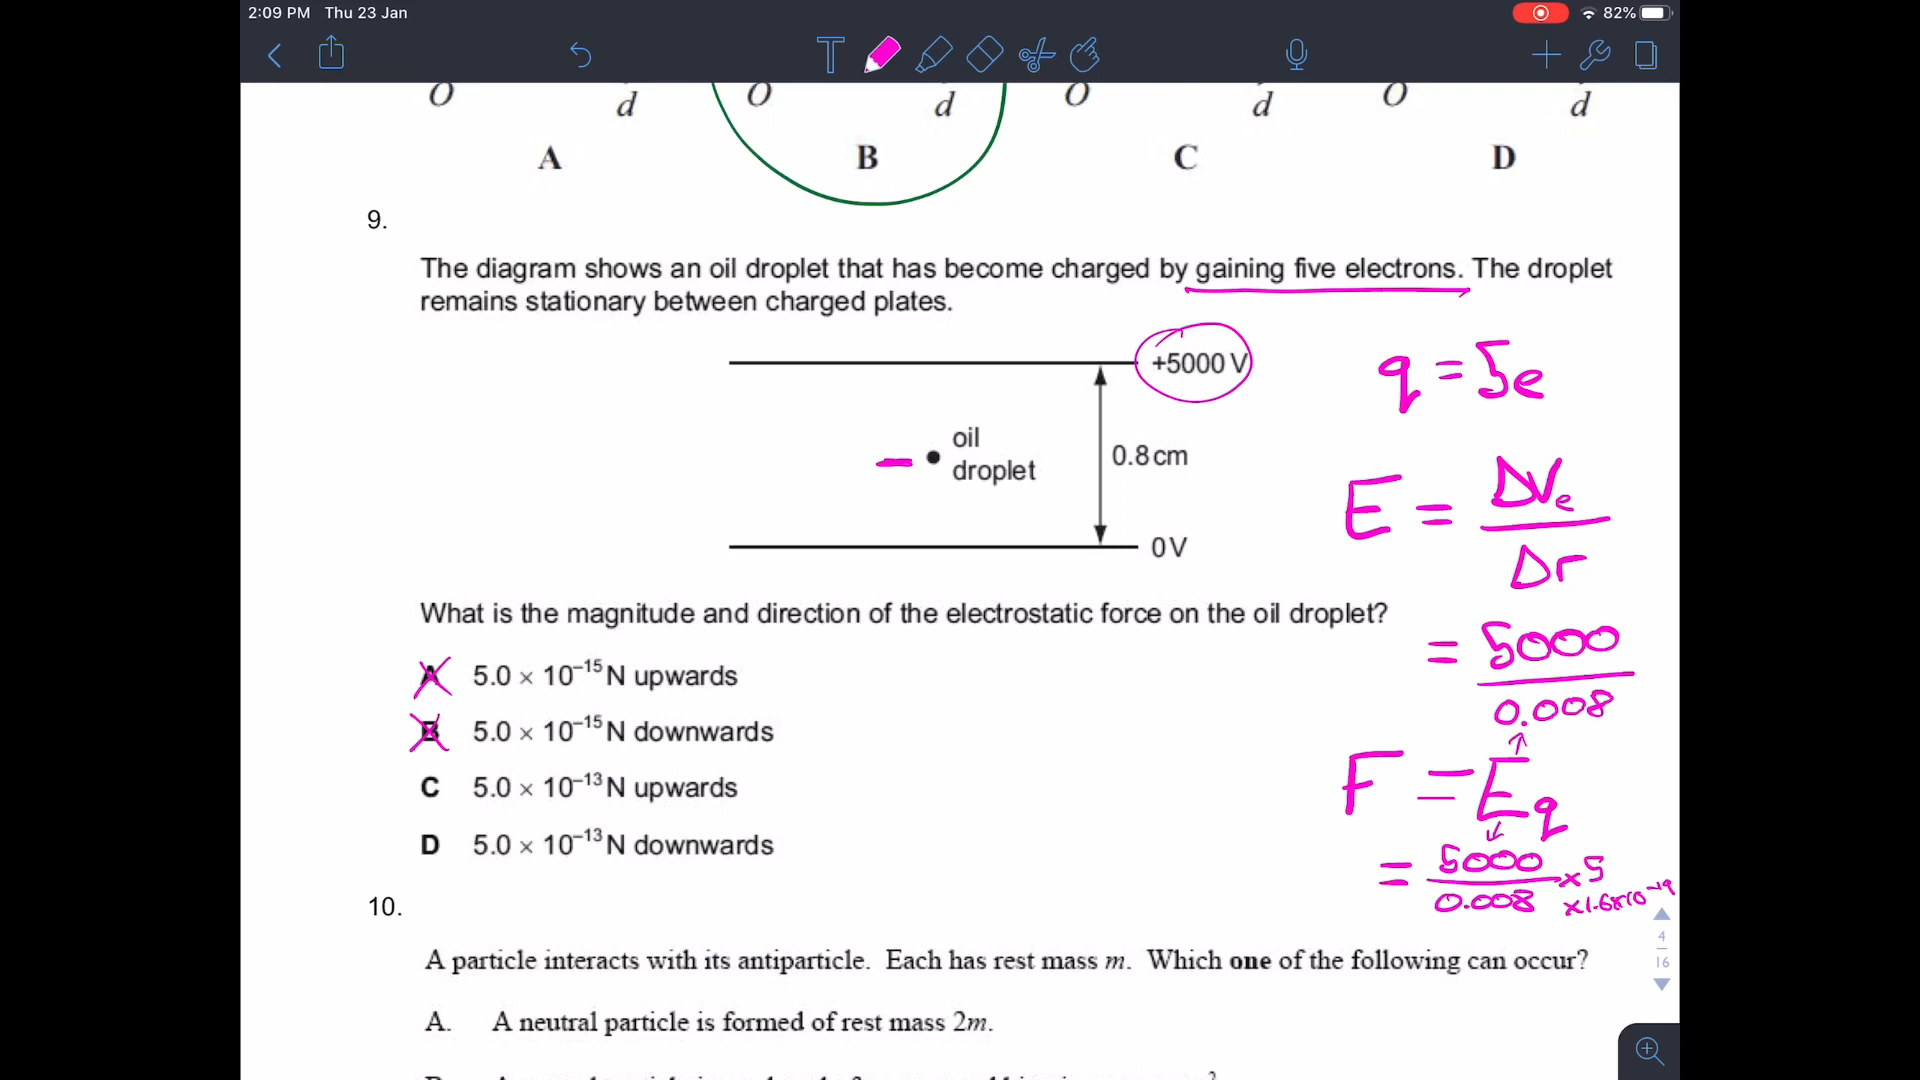 2:09 PM Thu 23 Jan
82%
T
O d O d O d O d
A B C D
9.
The diagram shows an oil droplet that has become charged by gaining five electrons. The droplet
remains stationary between charged plates.
+5000 V
q = 5e
oil
droplet
0.8 cm
–
E = ΔVe
Δr
0 V
What is the magnitude and direction of the electrostatic force on the oil droplet?
= 5000
0.008
A 5.0 × 10⁻¹⁵ N upwards
B 5.0 × 10⁻¹⁵ N downwards
C 5.0 × 10⁻¹³ N upwards
D 5.0 × 10⁻¹³ N downwards
F = Eq
= 5000 × 5
0.008 × 1.6×10⁻¹⁹
4
16
10.
A particle interacts with its antiparticle. Each has rest mass m. Which one of the following can occur?
A. A neutral particle is formed of rest mass 2m.